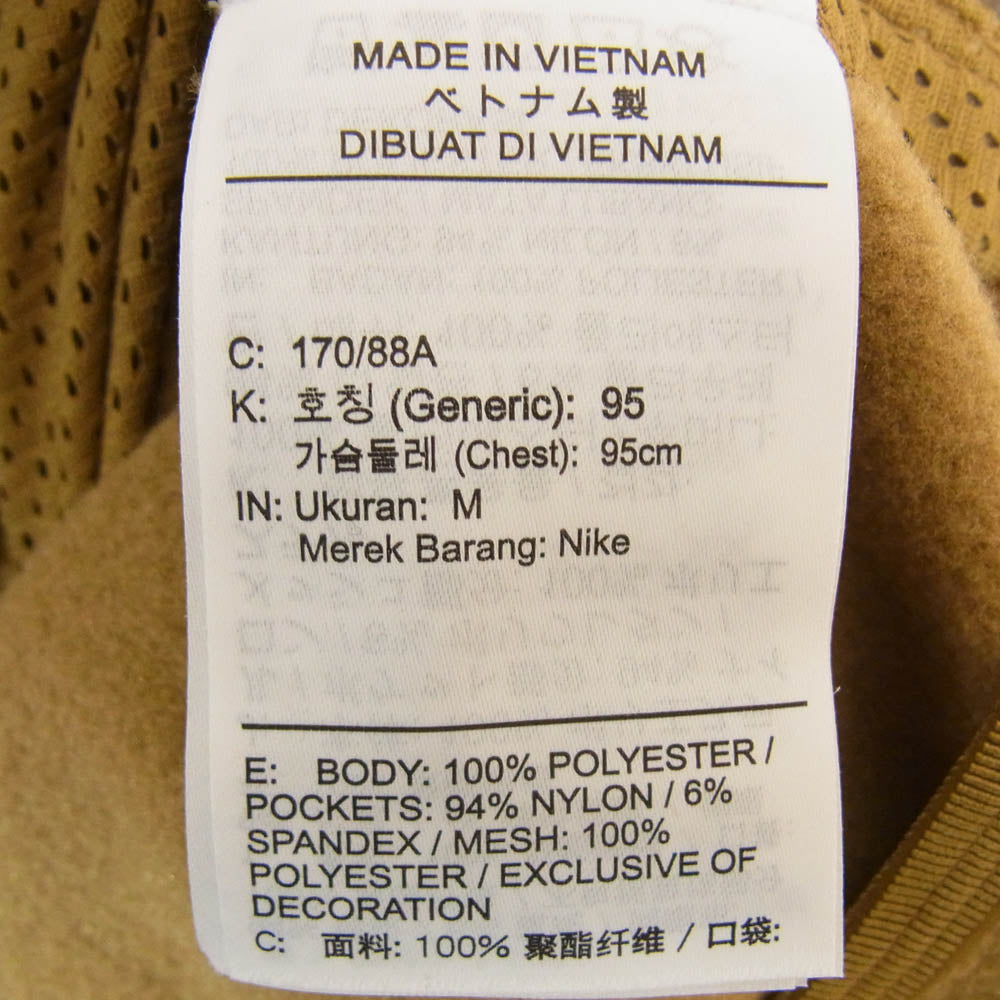 MADE IN VIETNAM
ベトナム製
DIBUAT DI VIETNAM
C: 170/88A
K: 호칭 (Generic): 95
가슴둘레 (Chest): 95cm
IN: Ukuran: M
Merek Barang: Nike
E: BODY: 100% POLYESTER /
POCKETS: 94% NYLON / 6%
SPANDEX / MESH: 100%
POLYESTER / EXCLUSIVE OF
DECORATION
C: 面料: 100% 聚酯纤维 / 口袋: